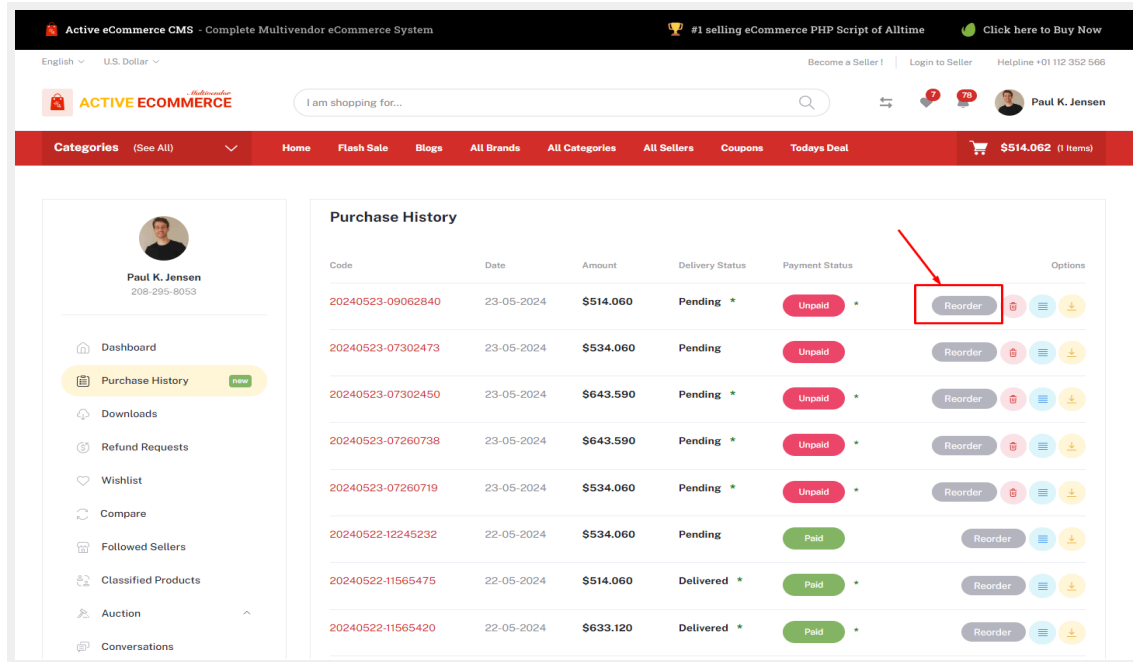 Active eCommerce CMS - Complete Multivendor eCommerce System #1 selling eCommerce PHP Script of Alltime Click here to Buy Now
English U.S. Dollar Become a Seller ! Login to Seller Helpline +01 112 352 566
Multivendor
ACTIVE ECOMMERCE I am shopping for... 7 78 Paul K. Jensen
Categories (See All) Home Flash Sale Blogs All Brands All Categories All Sellers Coupons Todays Deal $514.062 (1 Items)
Purchase History
Code Date Amount Delivery Status Payment Status Options
Paul K. Jensen
208-295-8053
20240523-09062840 23-05-2024 $514.060 Pending * Unpaid * Reorder
Dashboard
20240523-07302473 23-05-2024 $534.060 Pending Unpaid Reorder
Purchase History new
20240523-07302450 23-05-2024 $643.590 Pending * Unpaid * Reorder
Downloads
20240523-07260738 23-05-2024 $643.590 Pending * Unpaid * Reorder
Refund Requests
Wishlist
20240523-07260719 23-05-2024 $534.060 Pending * Unpaid * Reorder
Compare
20240522-12245232 22-05-2024 $534.060 Pending Paid Reorder
Followed Sellers
Classified Products
20240522-11565475 22-05-2024 $514.060 Delivered * Paid * Reorder
Auction
20240522-11565420 22-05-2024 $633.120 Delivered * Paid * Reorder
Conversations